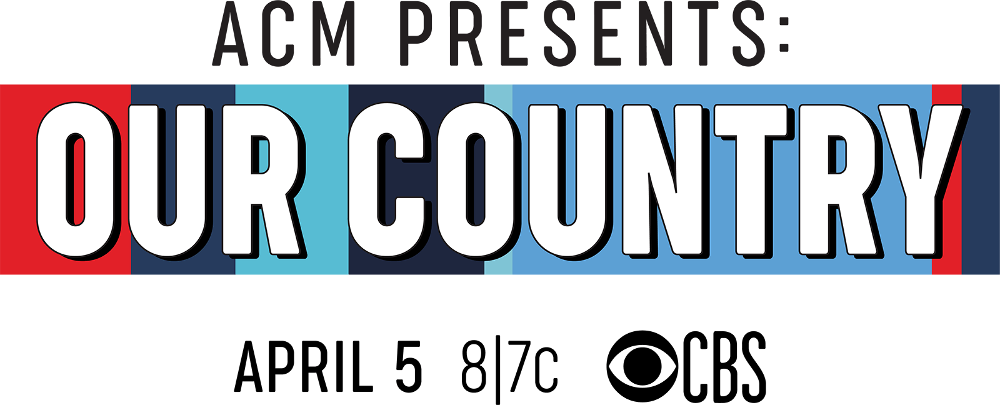 ACM PRESENTS:
OUR COUNTRY
APRIL 5 8|7C CBS